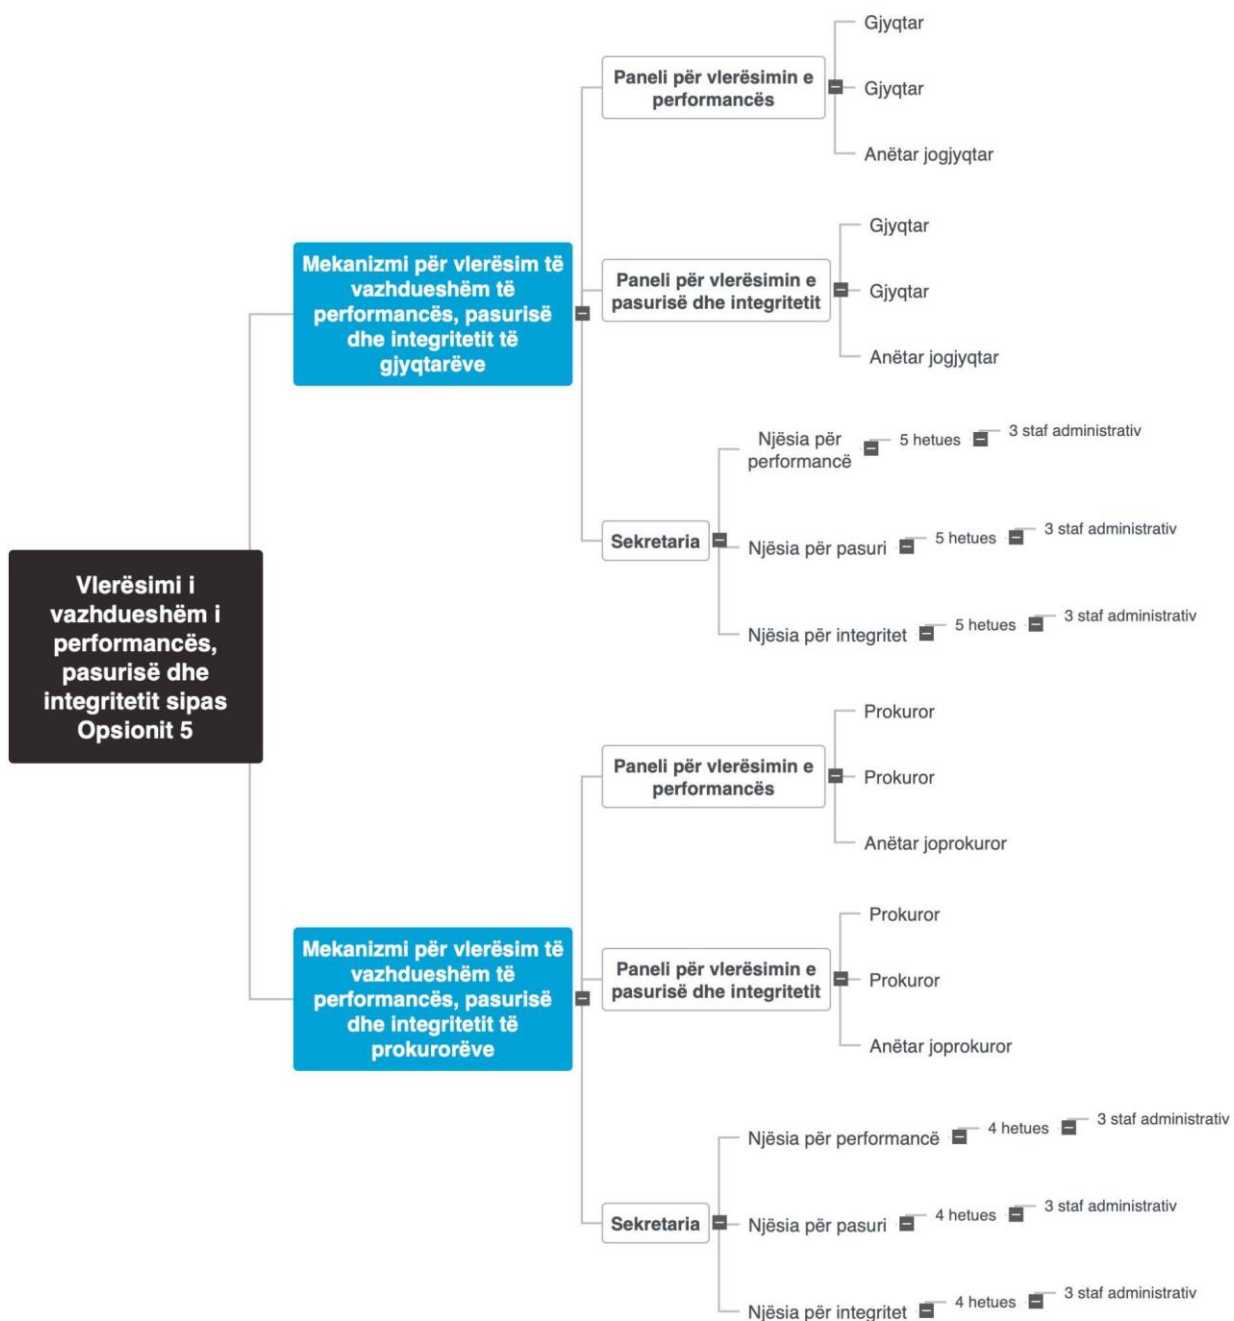 Vlerësimi i
vazhdueshëm i
performancës,
pasurisë dhe
integritetit sipas
Opsionit 5
Mekanizmi për vlerësim të
vazhdueshëm të
performancës, pasurisë
dhe integritetit të
gjyqtarëve
Paneli për vlerësimin e
performancës
Gjyqtar
Gjyqtar
Anëtar jogjyqtar
Paneli për vlerësimin e
pasurisë dhe integritetit
Gjyqtar
Gjyqtar
Anëtar jogjyqtar
Sekretaria
Njësia për
performancë
5 hetues
3 staf administrativ
Njësia për pasuri
5 hetues
3 staf administrativ
Njësia për integritet
5 hetues
3 staf administrativ
Mekanizmi për vlerësim të
vazhdueshëm të
performancës, pasurisë
dhe integritetit të
prokurorëve
Paneli për vlerësimin e
performancës
Prokuror
Prokuror
Anëtar joprokuror
Paneli për vlerësimin e
pasurisë dhe integritetit
Prokuror
Prokuror
Anëtar joprokuror
Sekretaria
Njësia për performancë
4 hetues
3 staf administrativ
Njësia për pasuri
4 hetues
3 staf administrativ
Njësia për integritet
4 hetues
3 staf administrativ